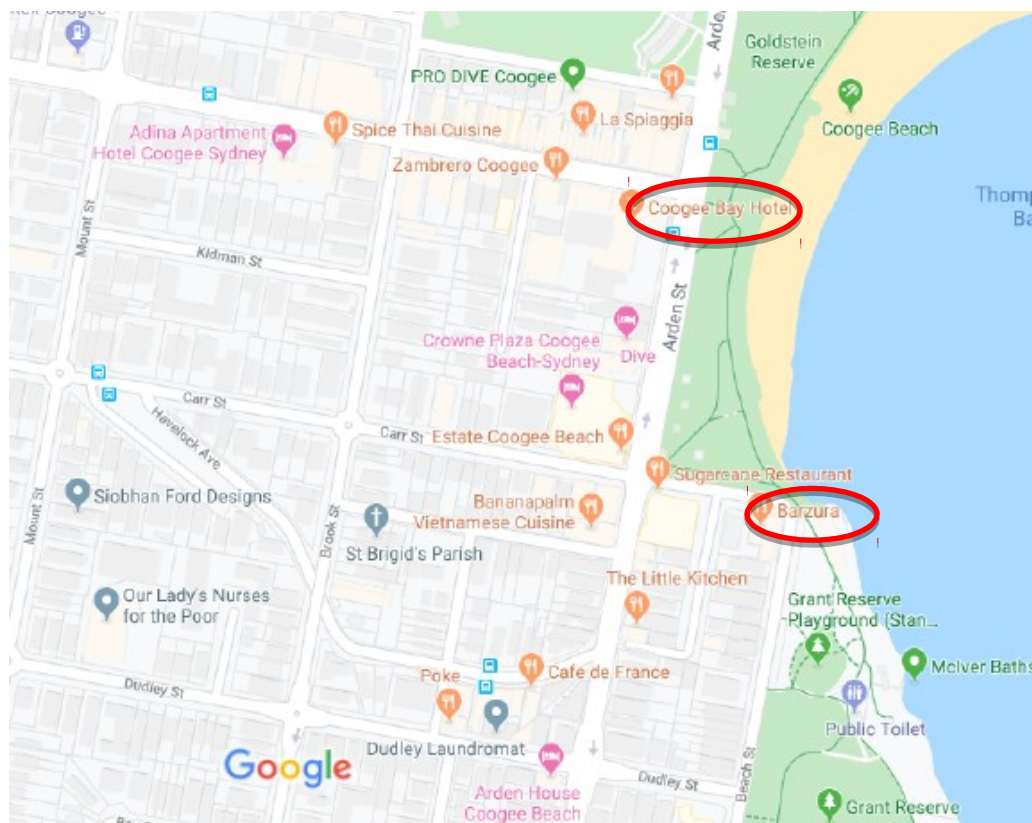 Arden
Goldstein
Reserve
PRO DIVE Coogee
La Spiaggia
Coogee Beach
Spice Thai Cuisine
Adina Apartment
Hotel Coogee Sydney
Zambrero Coogee
Coogee Bay Hotel
Mount St
Kidman St
Arden St
Crowne Plaza Coogee
Beach-Sydney
Dive
Carr St
Havelock Ave
Carr St
Estate Coogee Beach
Sugarcane Restaurant
Siobhan Ford Designs
Bananapalm
Vietnamese Cuisine
Barzura
Mount St
Brook St
St Brigid's Parish
The Little Kitchen
Our Lady's Nurses
for the Poor
Grant Reserve
Playground (Stan...
McIver Baths
Dudley St
Poke
Cafe de France
Public Toilet
Google
Dudley Laundromat
Beach St
Dudley St
Arden House
Coogee Beach
Grant Reserve